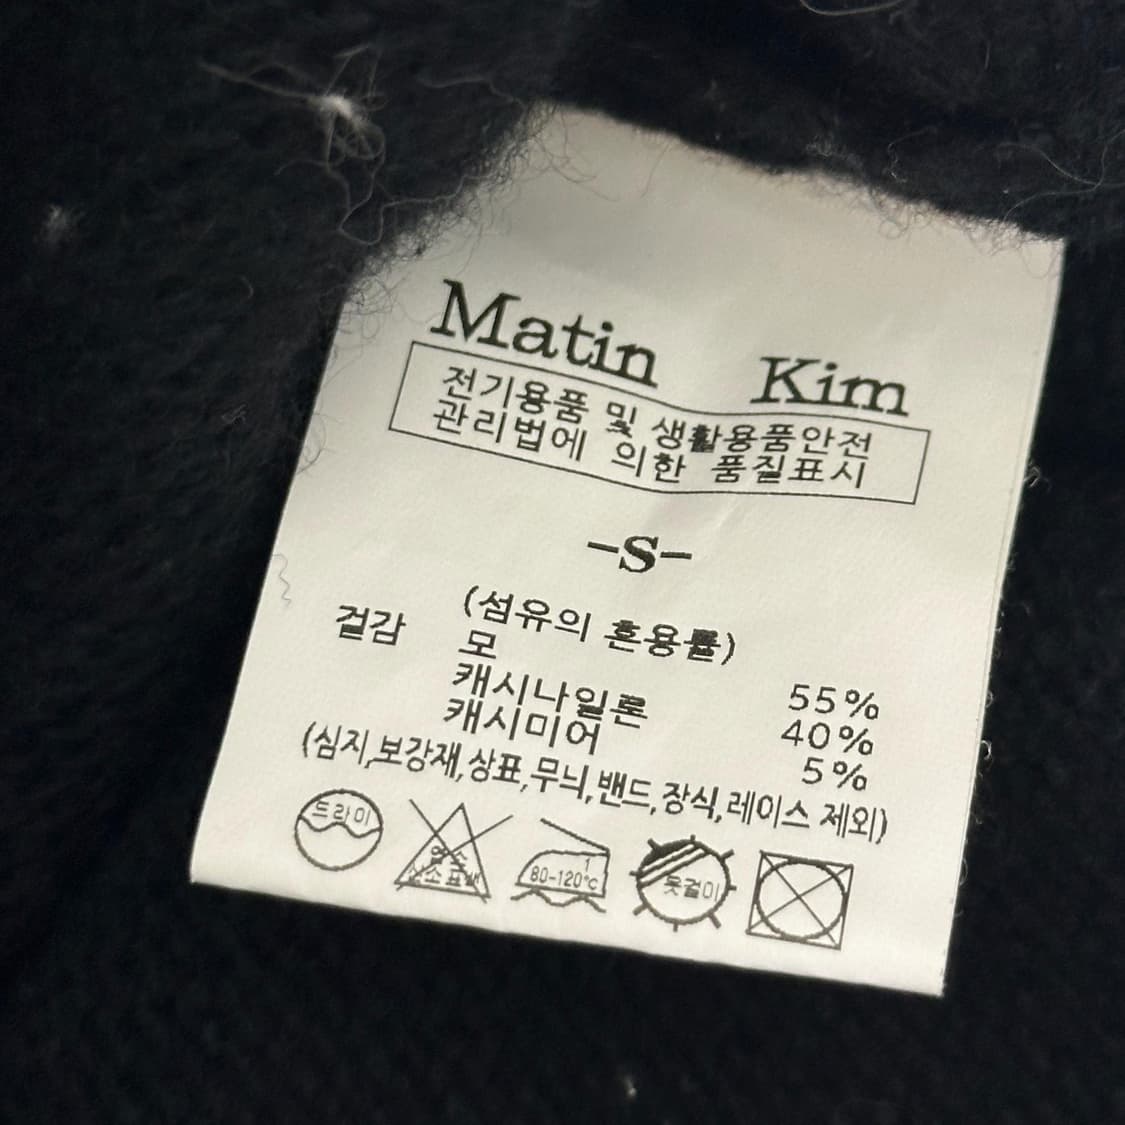 Matin Kim
전기용품 및 생활용품안전
관리법에 의한 품질표시
-S-
(섬유의 혼용률)
걸감 모 55%
캐시나일론 40%
캐시미어 5%
(심지,보강재,상표,무늬,밴드,장식,레이스 제외)
드라이
염소
80-120°c
옷걸이